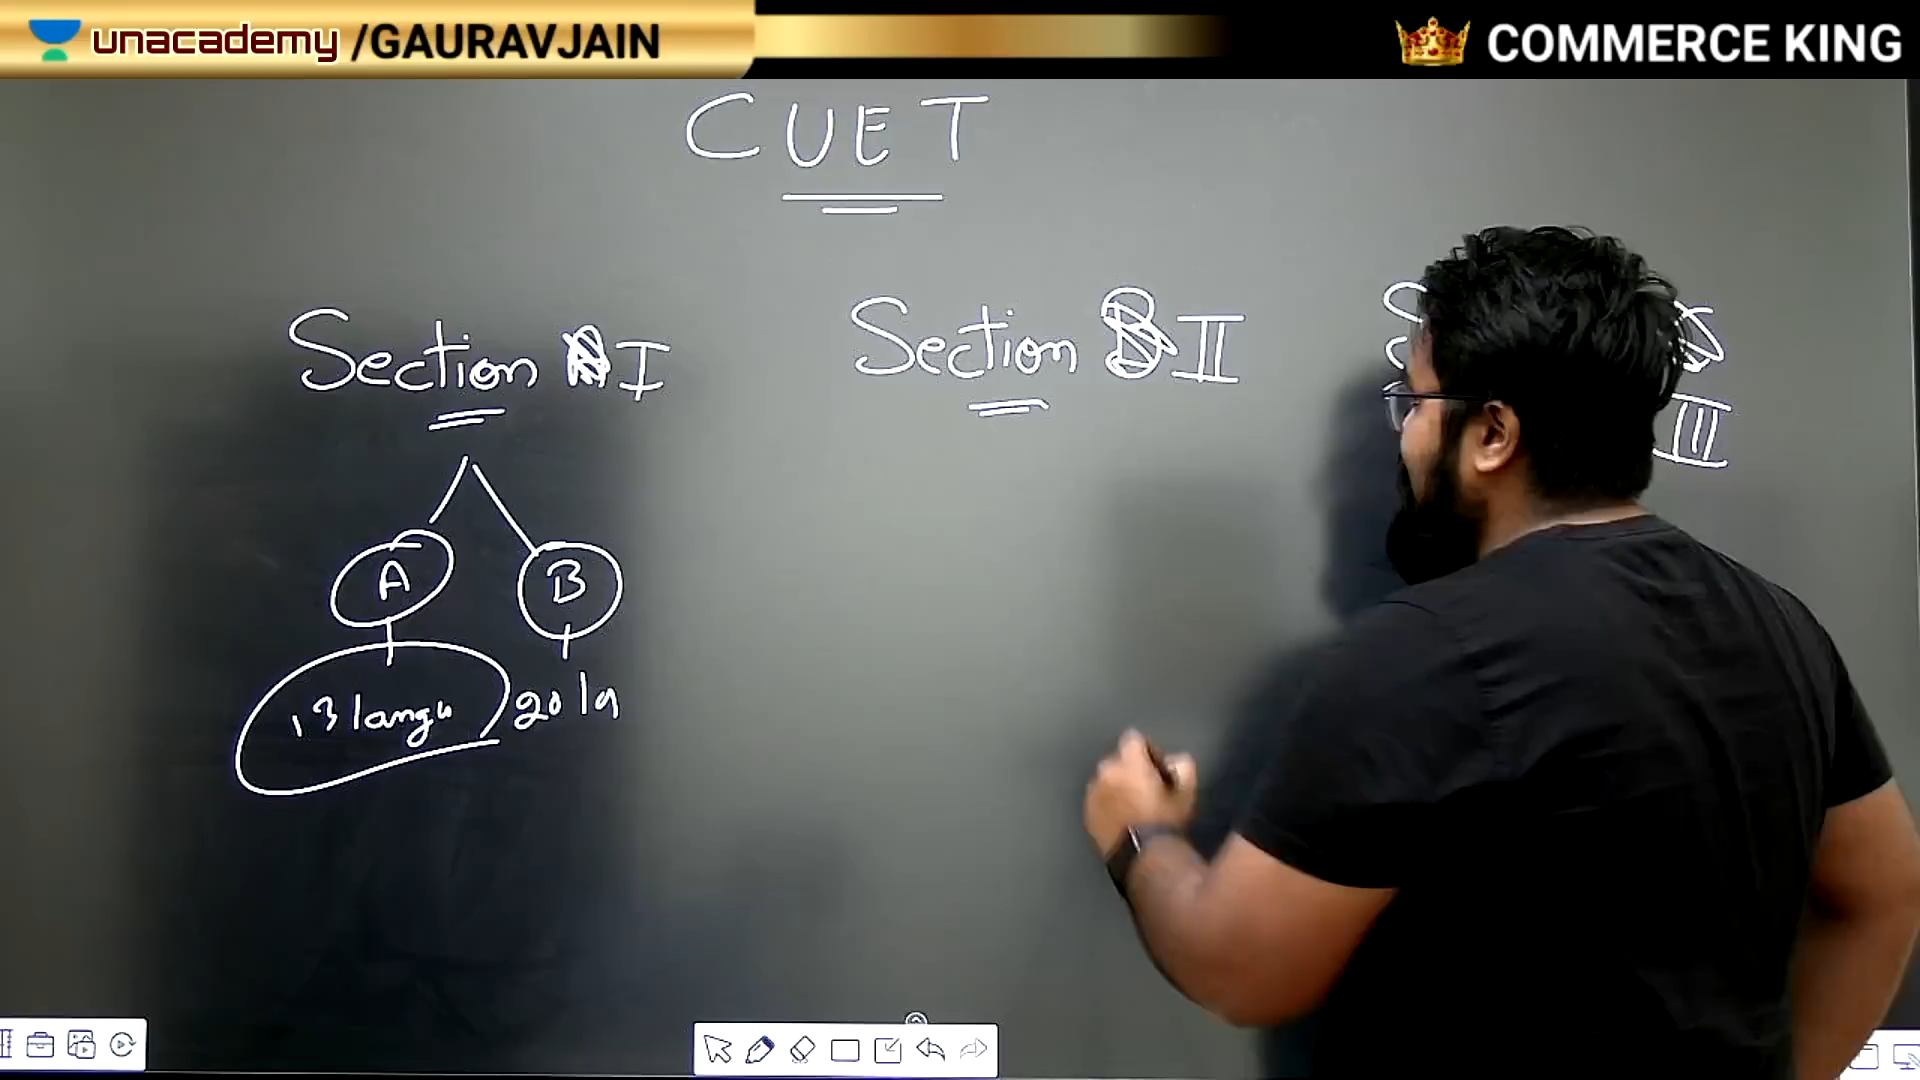 unacademy /GAURAVJAIN
COMMERCE KING
CUET
Section I
Section II
III
A
B
13 langu
20 la